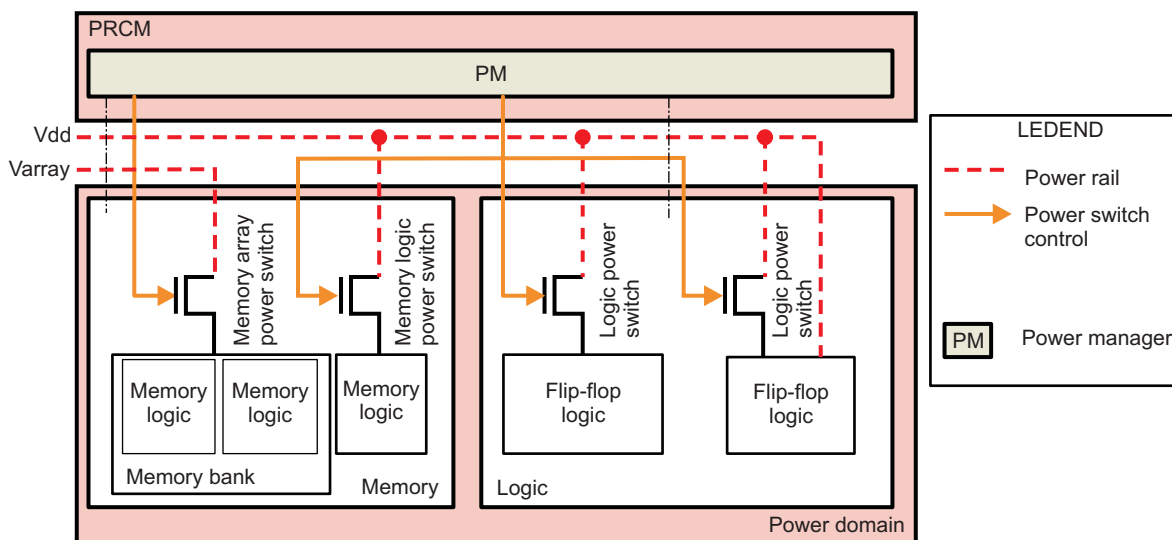 PRCM
PM
Vdd
Varray
Memory array
power switch
Memory logic
power switch
Logic power
switch
Logic power
switch
Memory
logic
Memory
logic
Memory
logic
Flip-flop
logic
Flip-flop
logic
Memory bank
Memory
Logic
Power domain
LEDEND
Power rail
Power switch
control
PM
Power manager